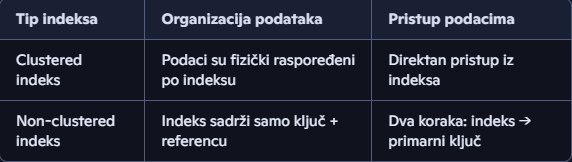 Tip indeksa
Organizacija podataka
Pristup podacima
Clustered
indeks
Podaci su fizički raspoređeni
po indeksu
Direktan pristup iz
indeksa
Non-clustered
indeks
Indeks sadrži samo ključ +
referencu
Dva koraka: indeks →
primarni ključ